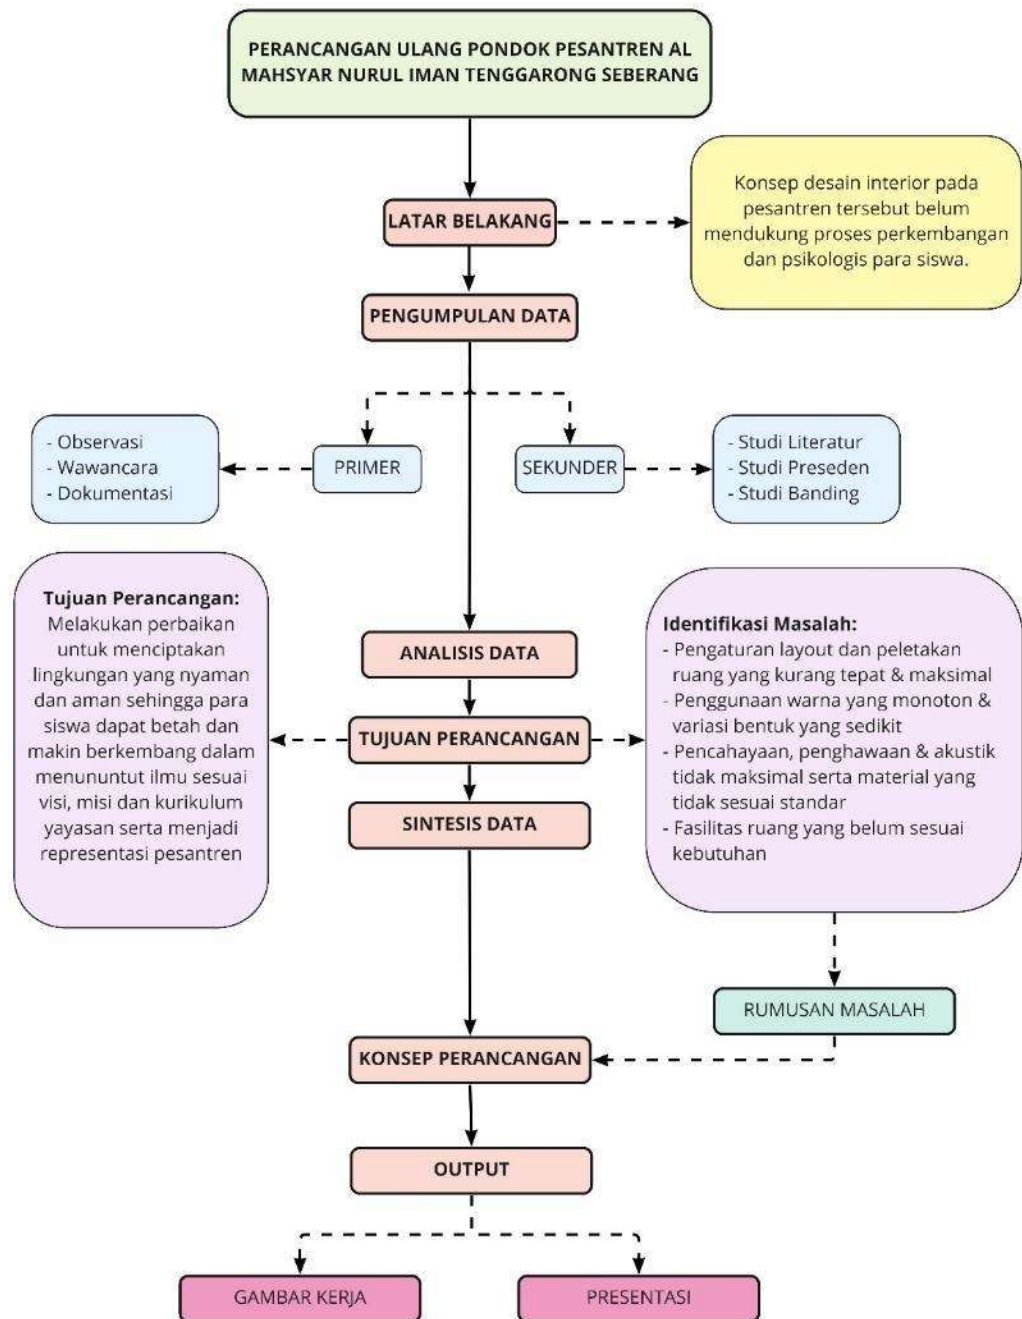 PERANCANGAN ULANG PONDOK PESANTREN AL
MAHSYAR NURUL IMAN TENGGARONG SEBERANG
LATAR BELAKANG
Konsep desain interior pada
pesantren tersebut belum
mendukung proses perkembangan
dan psikologis para siswa.
PENGUMPULAN DATA
- Observasi
- Wawancara
- Dokumentasi
PRIMER
SEKUNDER
- Studi Literatur
- Studi Preseden
- Studi Banding
ANALISIS DATA
TUJUAN PERANCANGAN
Tujuan Perancangan:
Melakukan perbaikan
untuk menciptakan
lingkungan yang nyaman
dan aman sehingga para
siswa dapat betah dan
makin berkembang dalam
menununtut ilmu sesuai
visi, misi dan kurikulum
yayasan serta menjadi
representasi pesantren
Identifikasi Masalah:
- Pengaturan layout dan peletakan
ruang yang kurang tepat & maksimal
- Penggunaan warna yang monoton &
variasi bentuk yang sedikit
- Pencahayaan, penghawaan & akustik
tidak maksimal serta material yang
tidak sesuai standar
- Fasilitas ruang yang belum sesuai
kebutuhan
SINTESIS DATA
RUMUSAN MASALAH
KONSEP PERANCANGAN
OUTPUT
GAMBAR KERJA
PRESENTASI